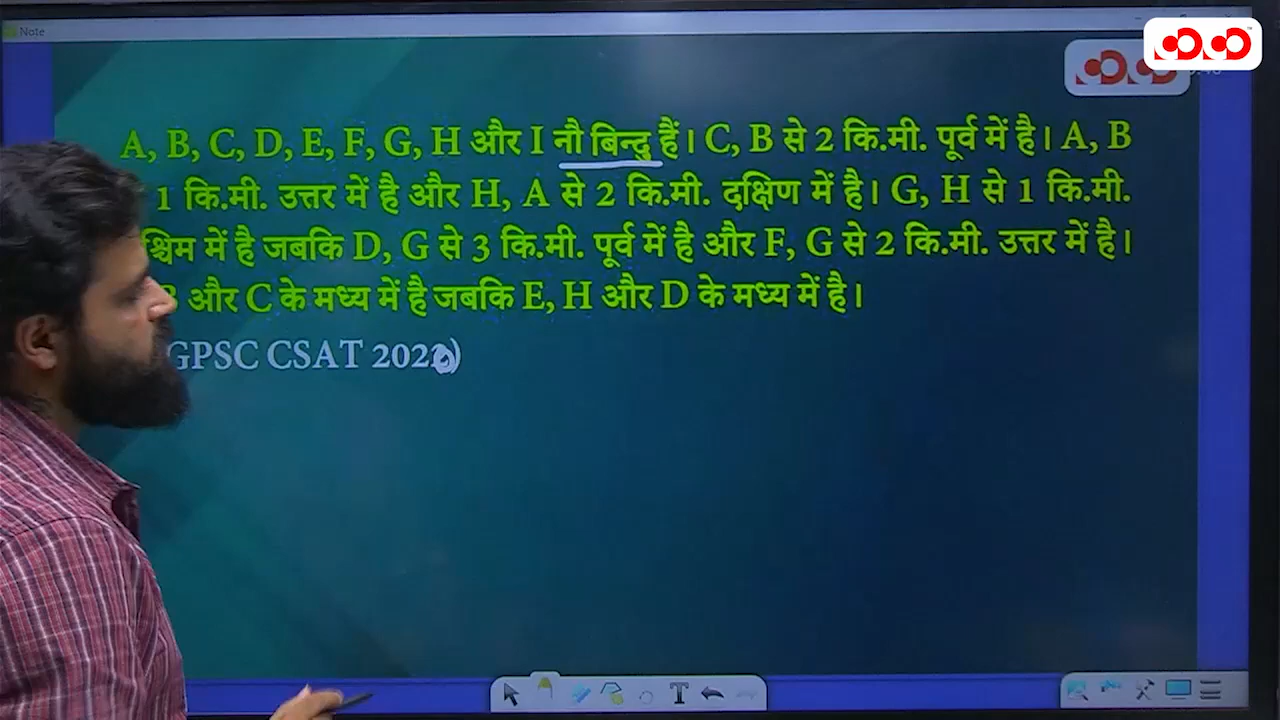 Note
A, B, C, D, E, F, G, H और I नौ बिन्दु हैं। C, B से 2 कि.मी. पूर्व में है। A, B
1 कि.मी. उत्तर में है और H, A से 2 कि.मी. दक्षिण में है। G, H से 1 कि.मी.
में है जबकि D, G से 3 कि.मी. पूर्व में है और F, G से 2 कि.मी. उत्तर में है।
और C के मध्य में है जबकि E, H और D के मध्य में है।
GPSC CSAT